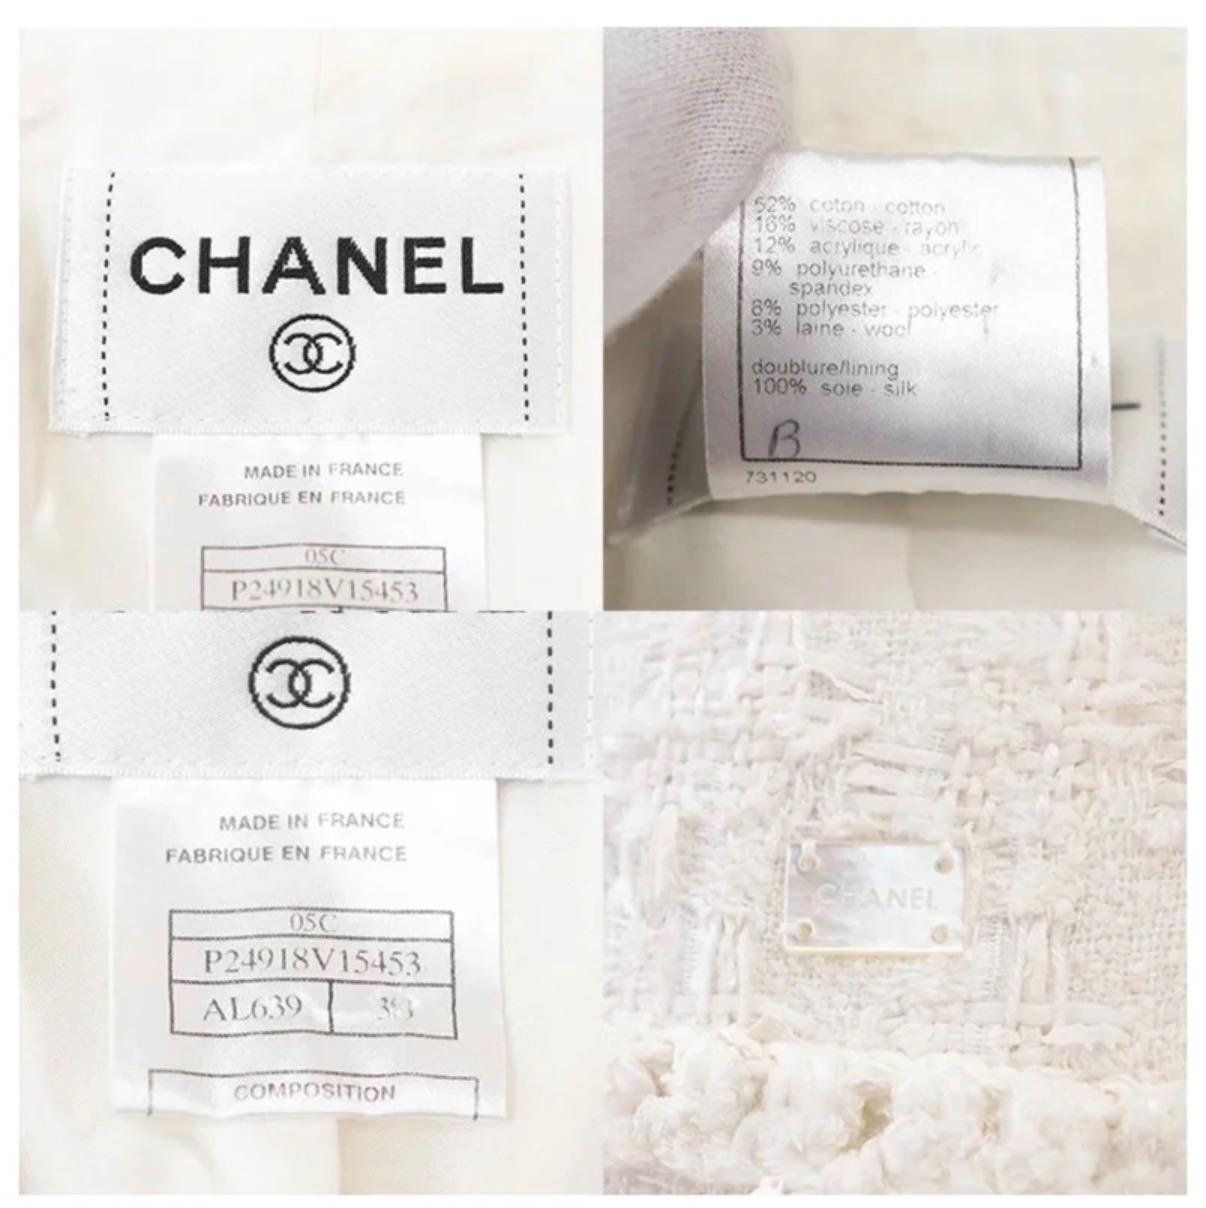 CHANEL
MADE IN FRANCE
FABRIQUE EN FRANCE
05C
P24918V15453
52% coton - cotton
16% viscose - rayon
12% acrylique - acrylic
9% polyurethane -
spandex
8% polyester - polyester
3% laine - wool
doublure/lining
100% soie - silk
B
731120
MADE IN FRANCE
FABRIQUE EN FRANCE
05C
P24918V15453
AL639 38
COMPOSITION
CHANEL